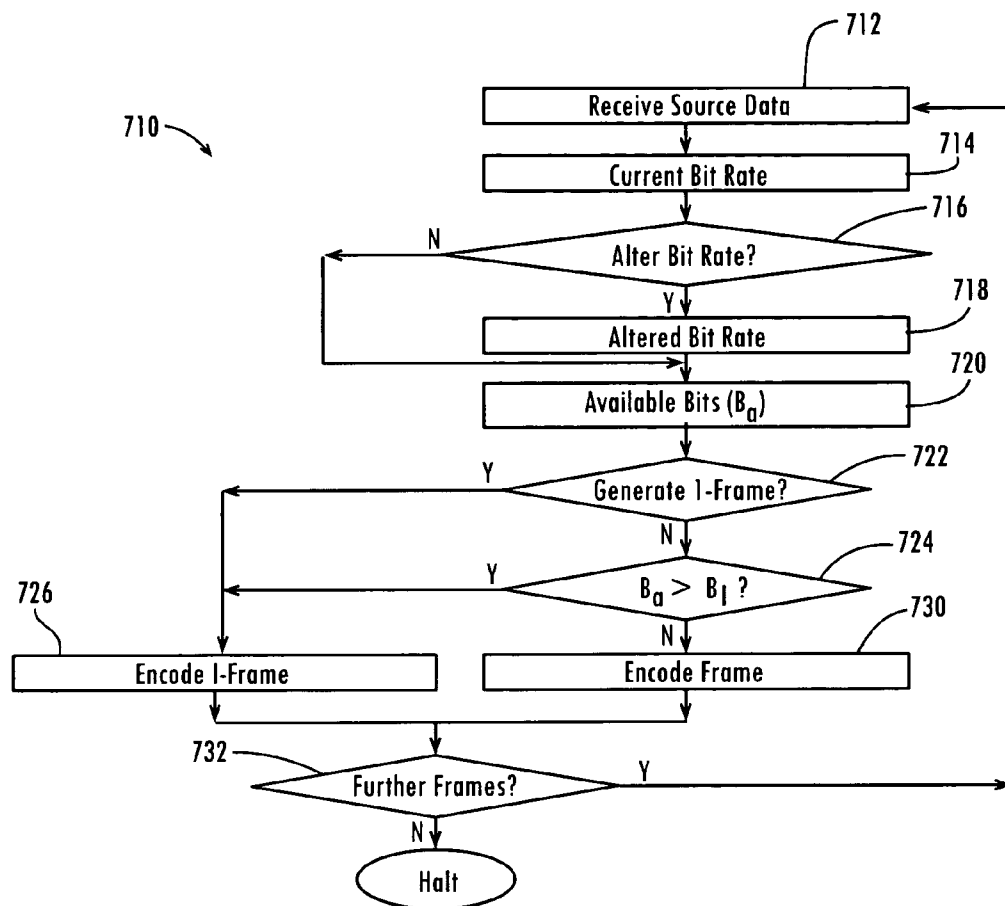 712
Receive Source Data
710
714
Current Bit Rate
716
N
Alter Bit Rate?
Y
718
Altered Bit Rate
720
Available Bits (Ba)
722
Y
Generate 1-Frame?
N
724
Y
Ba > BI ?
726
N
730
Encode I-Frame
Encode Frame
732
Further Frames?
Y
N
Halt